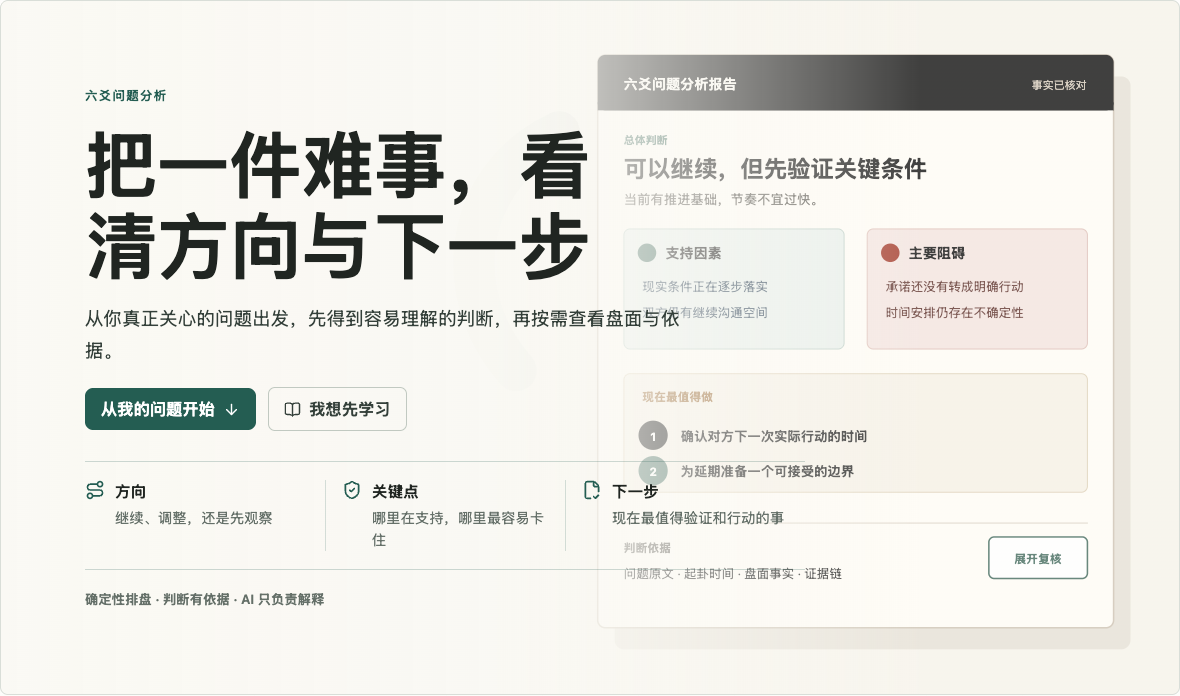 六爻问题分析
把一件难事，看
清方向与下一步
从你真正关心的问题出发，先得到容易理解的判断，再按需查看盘面与依
据。
从我的问题开始 ↓
我想先学习
方向
继续、调整，还是先观察
关键点
哪里在支持，哪里最容易卡
住
下一步
现在最值得验证和行动的事
确定性排盘 · 判断有依据 · AI 只负责解释
六爻问题分析报告
事实已核对
总体判断
可以继续，但先验证关键条件
当前有推进基础，节奏不宜过快。
支持因素
现实条件正在逐步落实
有继续沟通空间
主要阻碍
承诺还没有转成明确行动
时间安排仍存在不确定性
现在最值得做
1 确认对方下一次实际行动的时间
2 为延期准备一个可接受的边界
判断依据
问题原文 · 起卦时间 · 盘面事实 · 证据链
展开复核